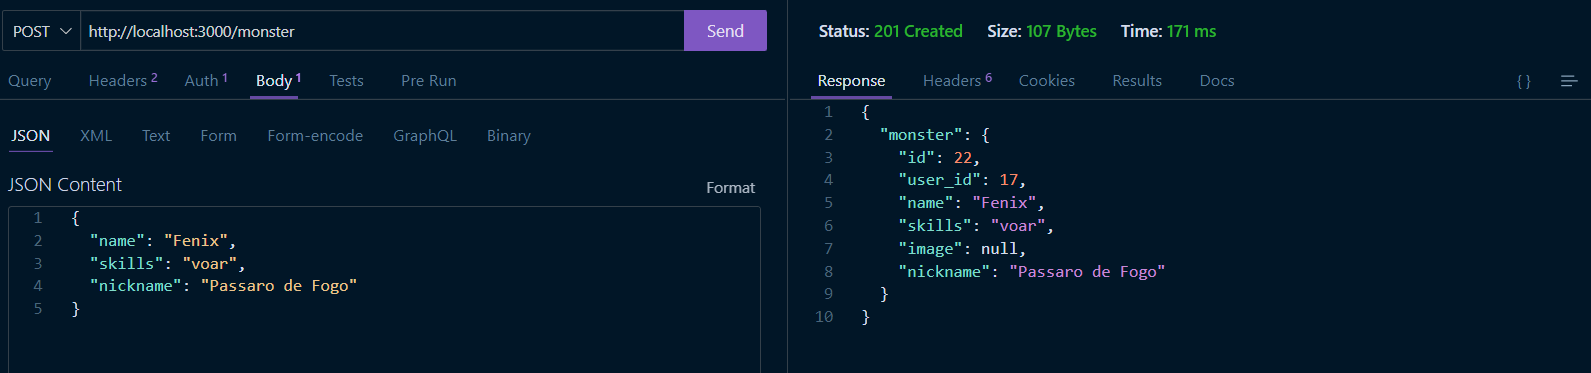 POST http://localhost:3000/monster Send
Query Headers 2 Auth 1 Body 1 Tests Pre Run
JSON XML Text Form Form-encode GraphQL Binary
JSON Content Format
1 {
2 "name": "Fenix",
3 "skills": "voar",
4 "nickname": "Passaro de Fogo"
5 }
Status: 201 Created Size: 107 Bytes Time: 171 ms
Response Headers 6 Cookies Results Docs { }
1 {
2 "monster": {
3 "id": 22,
4 "user_id": 17,
5 "name": "Fenix",
6 "skills": "voar",
7 "image": null,
8 "nickname": "Passaro de Fogo"
9 }
10 }